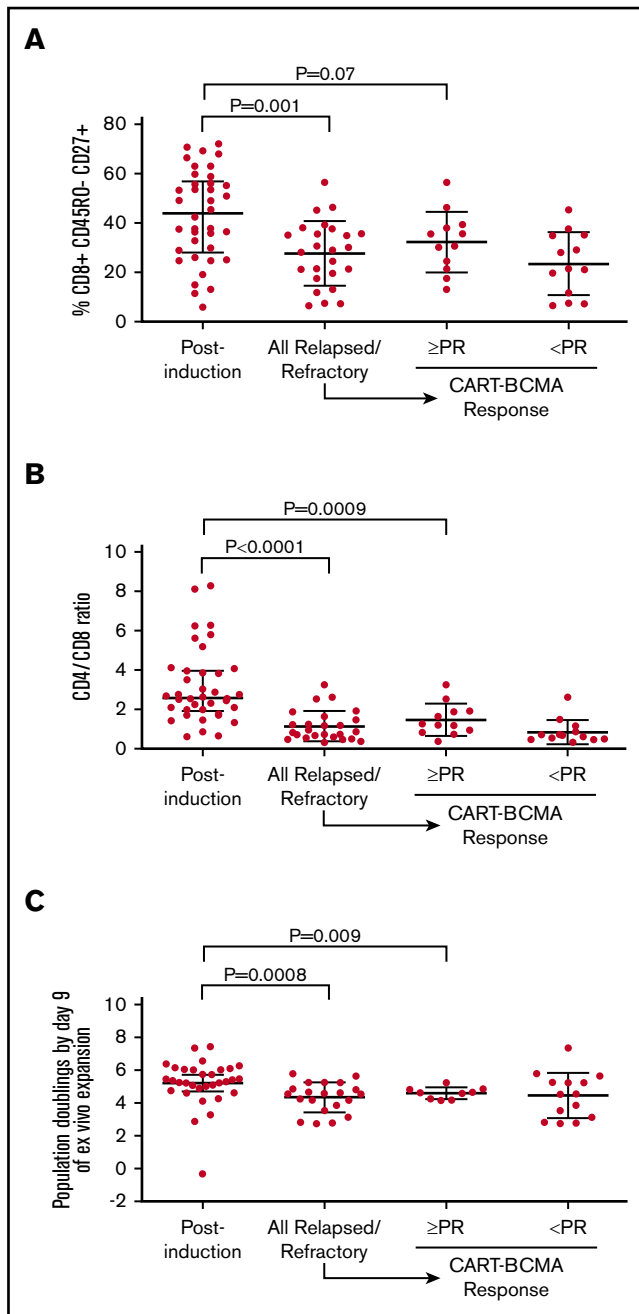 A
P=0.07
P=0.001
% CD8+ CD45RO- CD27+
80
60
40
20
0
Post-
induction
All Relapsed/
Refractory
≥PR
<PR
CART-BCMA
Response
B
P=0.0009
P<0.0001
CD4/CD8 ratio
10
8
6
4
2
0
Post-
induction
All Relapsed/
Refractory
≥PR
<PR
CART-BCMA
Response
C
P=0.009
P=0.0008
Population doublings by day 9
of ex vivo expansion
10
8
6
4
2
0
-2
Post-
induction
All Relapsed/
Refractory
≥PR
<PR
CART-BCMA
Response